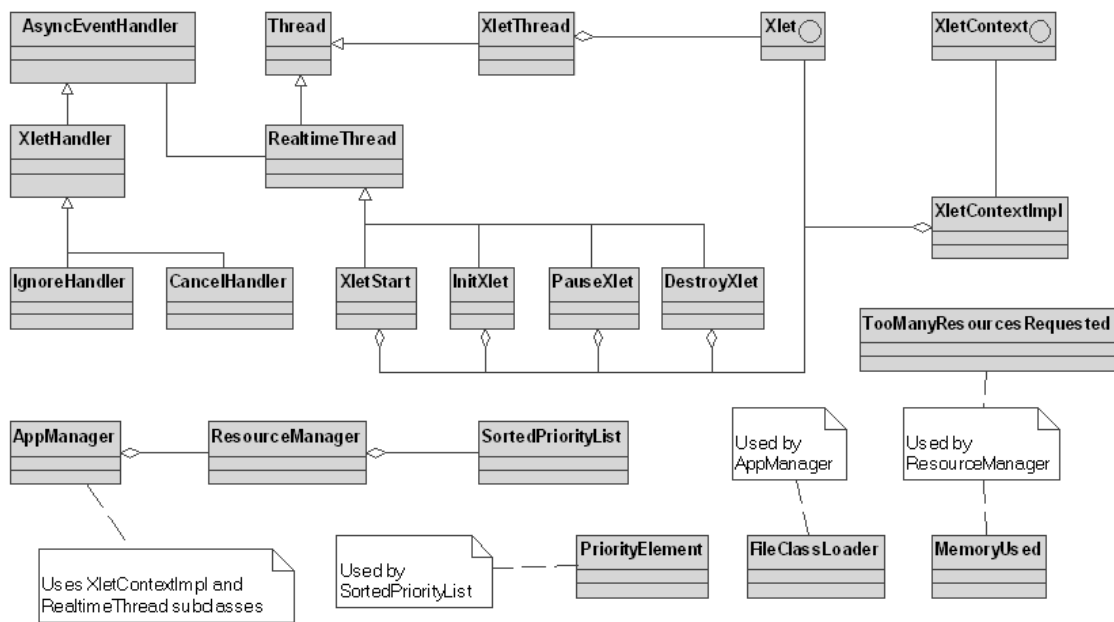 AsyncEventHandler
Thread
XletThread
Xlet
XletContext
XletHandler
RealtimeThread
XletContextImpl
IgnoreHandler
CancelHandler
XletStart
InitXlet
PauseXlet
DestroyXlet
TooManyResourcesRequested
AppManager
ResourceManager
SortedPriorityList
Used by
AppManager
Used by
ResourceManager
Uses XletContextImpl and
RealtimeThread subclasses
Used by
SortedPriorityList
PriorityElement
FileClassLoader
MemoryUsed